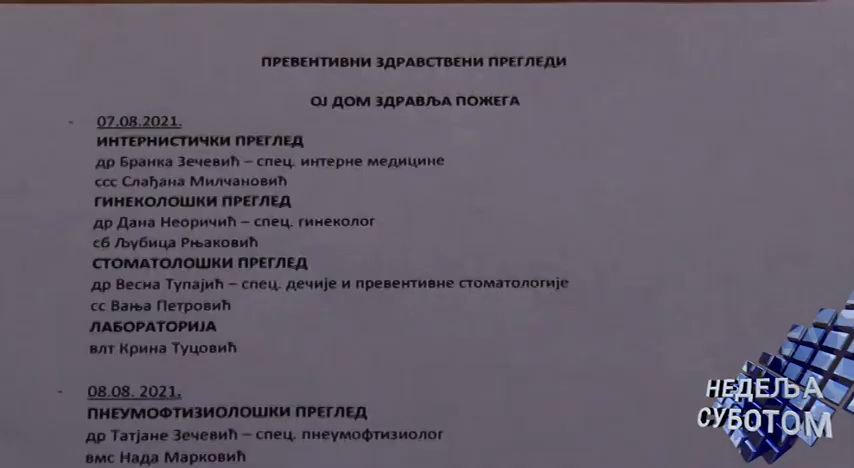 ПРЕВЕНТИВНИ ЗДРАВСТВЕНИ ПРЕГЛЕДИ
ОЈ ДОМ ЗДРАВЉА ПОЖЕГА
- 07.08.2021.
ИНТЕРНИСТИЧКИ ПРЕГЛЕД
др Бранка Зечевић – спец. интерне медицине
ссс Слађана Милчановић
ГИНЕКОЛОШКИ ПРЕГЛЕД
др Дана Неоричић – спец. гинеколог
сб Љубица Рњаковић
СТОМАТОЛОШКИ ПРЕГЛЕД
др Весна Тупајић – спец. дечије и превентивне стоматологије
сс Вања Петровић
ЛАБОРАТОРИЈА
влт Крина Туцовић
- 08.08. 2021.
ПНЕУМОФТИЗИОЛОШКИ ПРЕГЛЕД
др Татјане Зечевић – спец. пнеумофтизиолог
вмс Нада Марковић
НЕДЕЉА
СУБОТОМ